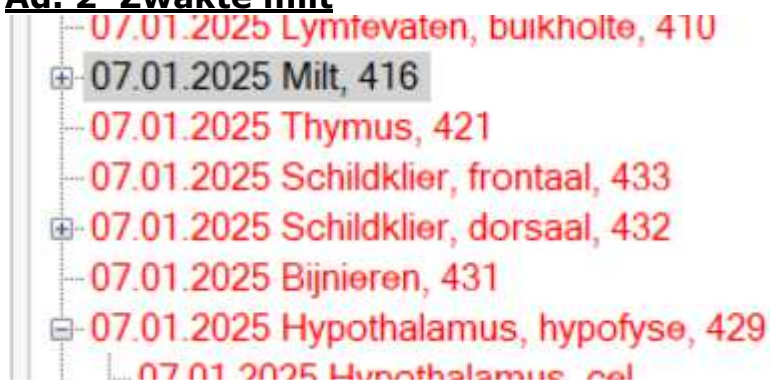 Ad. 2 Zwakte milt
07.01.2025 Lymfevaten, buikholte, 410
07.01.2025 Milt, 416
07.01.2025 Thymus, 421
07.01.2025 Schildklier, frontaal, 433
07.01.2025 Schildklier, dorsaal, 432
07.01.2025 Bijnieren, 431
07.01.2025 Hypothalamus, hypofyse, 429
07.01.2025 Hypothalamus, cel